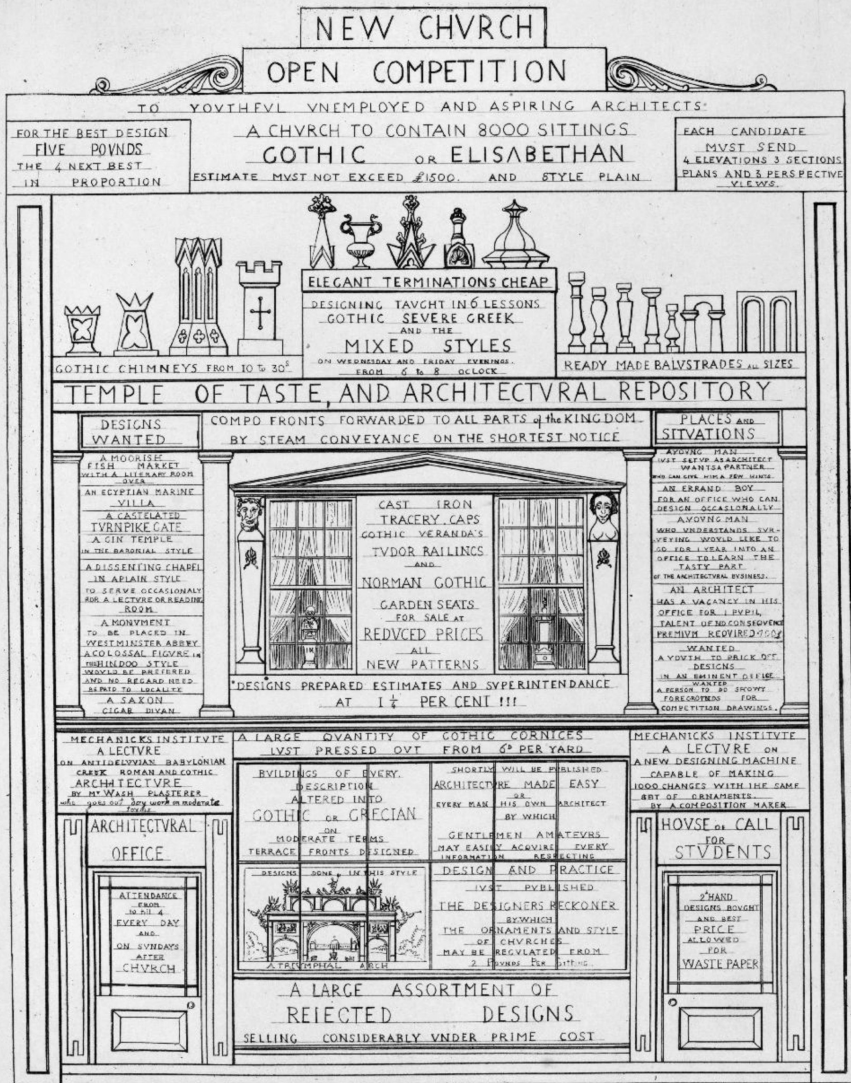 NEW CHVRCH
OPEN COMPETITION
TO YOVTHFVL VNEMPLOYED AND ASPIRING ARCHITECTS
FOR THE BEST DESIGN
FIVE POVNDS
THE 4 NEXT BEST
IN PROPORTION
A CHVRCH TO CONTAIN 8000 SITTINGS
GOTHIC OR ELISABETHAN
ESTIMATE MVST NOT EXCEED £1500. AND STYLE PLAIN
EACH CANDIDATE
MVST SEND
4 ELEVATIONS 3 SECTIONS
PLANS AND 3 PERSPECTIVE
VIEWS.
ELEGANT TERMINATIONS CHEAP
DESIGNING TAVGHT IN 6 LESSONS
GOTHIC SEVERE GREEK
AND THE
MIXED STYLES
ON WEDNESDAY AND FRIDAY EVENINGS.
FROM 6 to 8 OCLOCK
GOTHIC CHIMNEYS FROM 10 to 30s
READY MADE BALVSTRADES ALL SIZES
TEMPLE OF TASTE, AND ARCHITECTVRAL REPOSITORY
DESIGNS
WANTED
COMPO FRONTS FORWARDED TO ALL PARTS of the KINGDOM
BY STEAM CONVEYANCE ON THE SHORTEST NOTICE
PLACES AND
SITVATIONS
A MOORISH
FISH MARKET
WITH A LITERARY ROOM
OVER
AN EGYPTIAN MARINE
VILLA
A CASTELATED
TVRNPIKE GATE
A GIN TEMPLE
IN THE BARONIAL STYLE
A DISSENTING CHAPEL
IN A PLAIN STYLE
TO SERVE OCCASIONALY
FOR A LECTVRE OR READING
ROOM
A MONVMENT
TO BE PLACED IN
WESTMINSTER ABBEY
A COLOSSAL FIGVRE IN
THE HINDOO STYLE
WOVLD BE PREFERED
AND NO REGARD NEED
BE PAID TO LOCALITE
A SAXON
CIGAR DIVAN
CAST IRON
TRACERY, CAPS
GOTHIC VERANDA'S
TVDOR RAILINGS
AND
NORMAN GOTHIC
GARDEN SEATS
FOR SALE AT
REDVCED PRICES
ALL
NEW PATTERNS
A YOVNG MAN
IVST SETVP AS ARCHITECT
WANTS A PARTNER
WHO CAN GIVE HIM A FEW HINTS.
AN ERRAND BOY
FOR AN OFFICE WHO CAN
DESIGN OCCASIONALLY
A YOVNG MAN
WHO VNDERSTANDS SVR-
VEYING WOVLD LIKE TO
GO FOR 1 YEAR INTO AN
OFFICE TO LEARN THE
TASTY PART
OF THE ARCHITECTVRAL BVSINESS.
AN ARCHITECT
HAS A VACANCY IN HIS
OFFICE FOR 1 PVPIL,
TALENT OF NO CONSEQVENCE
PREMIVM REQVIRED
WANTED
A YOVTH TO PRICK OFF
DESIGNS
IN AN EMINENT OFFICE
WANTED
A PERSON TO DO SHOWY
FOREGROVNDS FOR
COMPETITION DRAWINGS.
DESIGNS PREPARED ESTIMATES AND SVPERINTENDANCE
AT 1¼ PER CENT !!!
MECHANICKS INSTITVTE
A LECTVRE
ON ANTIDELVVIAN BABYLONIAN
GREEK ROMAN AND GOTHIC
ARCHITECTVRE
BY Mr WASH PLASTERER
who goes out day work on moderate
terms
A LARGE QVANTITY OF GOTHIC CORNICES
IVST PRESSED OVT FROM 6D PER YARD
MECHANICKS INSTITVTE
A LECTVRE ON
A NEW DESIGNING MACHINE
CAPABLE OF MAKING
1000 CHANGES WITH THE SAME
SET OF ORNAMENTS
BY A COMPOSITION MAKER
BVILDINGS OF EVERY
DESCRIPTION
ALTERED INTO
GOTHIC OR GRECIAN
ON
MODERATE TERMS
TERRACE FRONTS DESIGNED
SHORTLY WILL BE PVBLISHED
ARCHITECTVRE MADE EASY
OR
EVERY MAN HIS OWN ARCHITECT
BY WHICH
GENTLEMEN AMATEVRS
MAY EASILY ACQVIRE EVERY
INFORMATION RESPECTING
DESIGN AND PRACTICE
IVST PVBLISHED
THE DESIGNERS RECKONER
BY WHICH
THE ORNAMENTS AND STYLE
OF CHVRCHES
MAY BE REGVLATED FROM
2 POVNDS PER SITTING
DESIGNS DONE IN THIS STYLE
A TRIVMPHAL ARCH
ARCHITECTVRAL
OFFICE
ATTENDANCE
FROM
10 till 4
EVERY DAY
AND
ON SVNDAYS
AFTER
CHVRCH
HOVSE OF CALL
FOR
STVDENTS
2D HAND
DESIGNS BOVGHT
AND BEST
PRICE
ALLOWED
FOR
WASTE PAPER
A LARGE ASSORTMENT OF
REIECTED DESIGNS
SELLING CONSIDERABLY VNDER PRIME COST